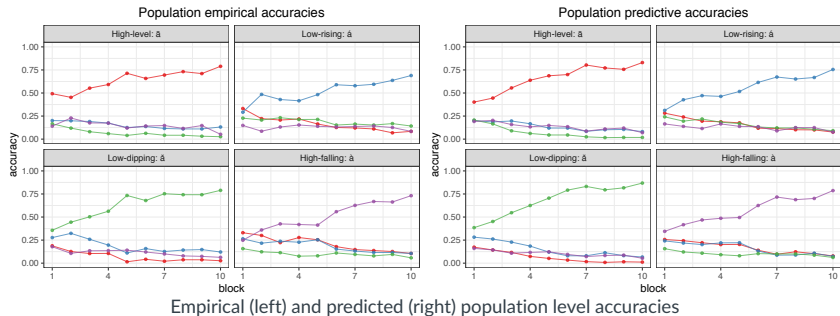 Population empirical accuracies
High-level: ā
Low-rising: á
1.00
0.75
0.50
0.25
0.00
Low-dipping: ǎ
High-falling: à
1.00
0.75
0.50
0.25
0.00
1 4 7 10 1 4 7 10
accuracy
block
Population predictive accuracies
High-level: ā
Low-rising: á
1.00
0.75
0.50
0.25
0.00
Low-dipping: ǎ
High-falling: à
1.00
0.75
0.50
0.25
0.00
1 4 7 10 1 4 7 10
accuracy
block
Empirical (left) and predicted (right) population level accuracies